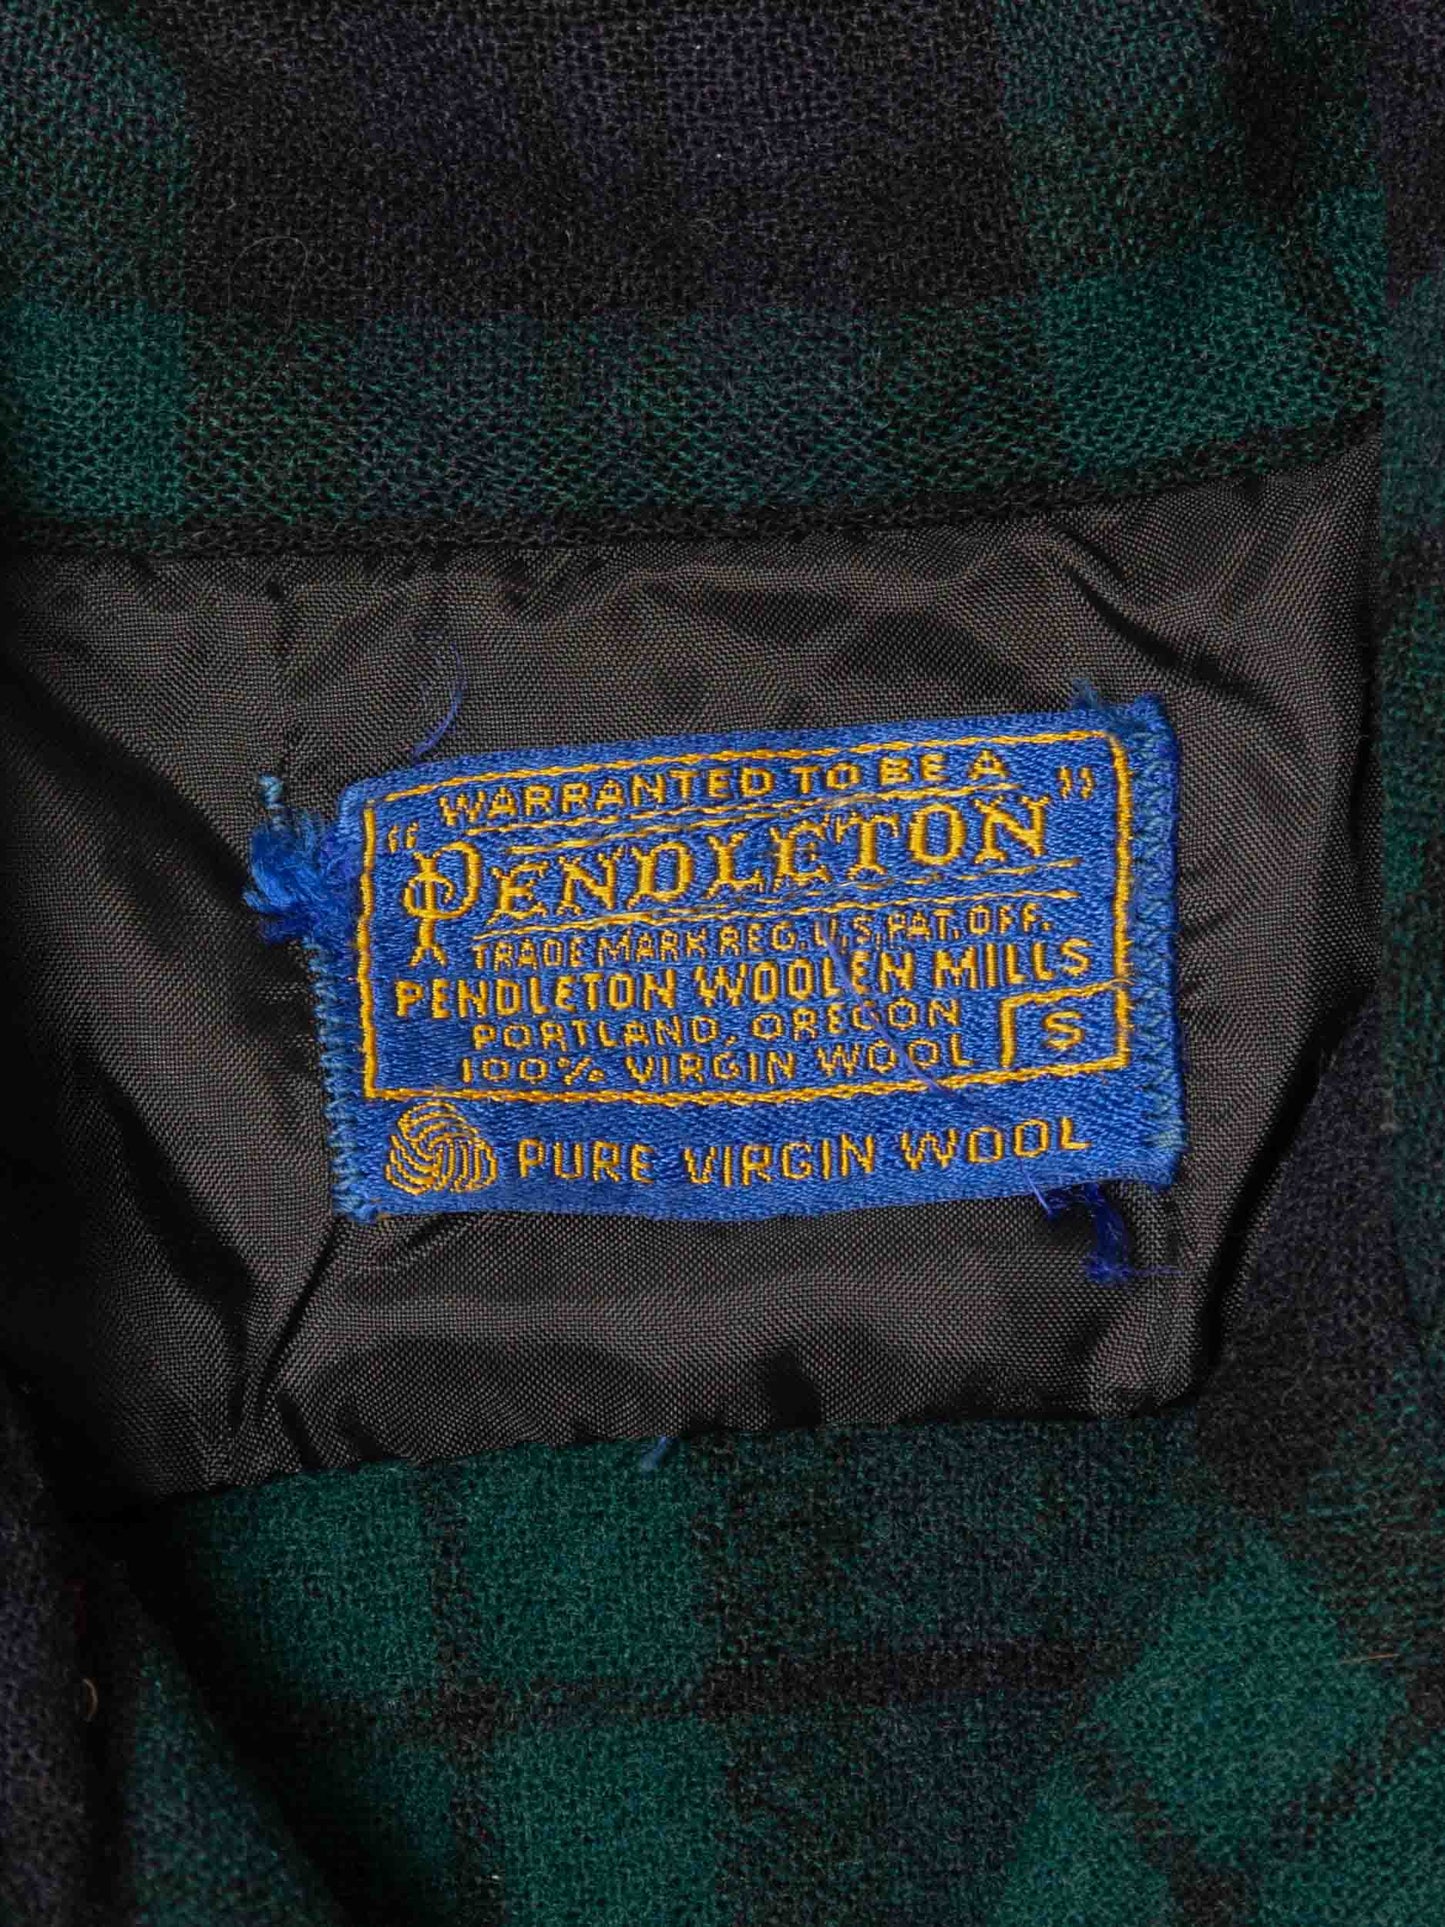 WARRANTED TO BE A
"PENDLETON"
TRADE MARK REG. U.S. PAT. OFF.
PENDLETON WOOLEN MILLS
PORTLAND, OREGON
100% VIRGIN WOOL
S
PURE VIRGIN WOOL